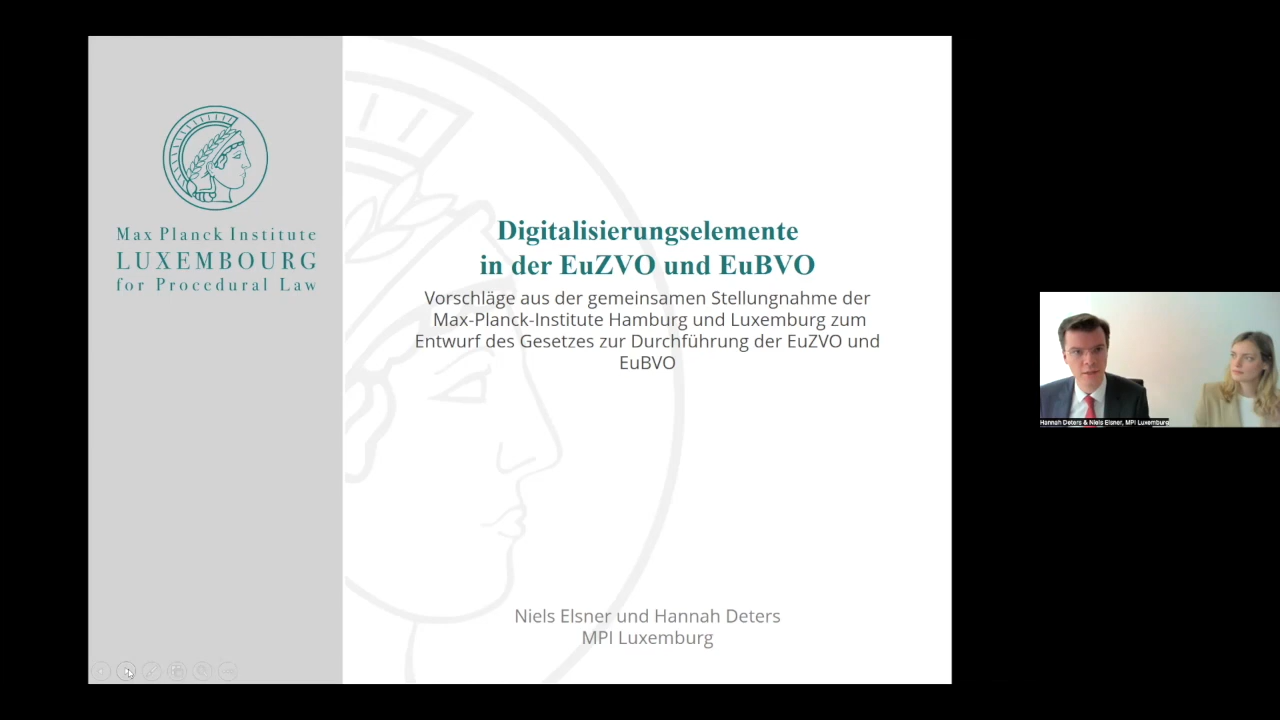 Max Planck Institute
LUXEMBOURG
for Procedural Law
Digitalisierungselemente
in der EuZVO und EuBVO
Vorschläge aus der gemeinsamen Stellungnahme der
Max-Planck-Institute Hamburg und Luxemburg zum
Entwurf des Gesetzes zur Durchführung der EuZVO und
EuBVO
Niels Elsner und Hannah Deters
MPI Luxemburg
Hannah Deters & Niels Elsner, MPI Luxemburg